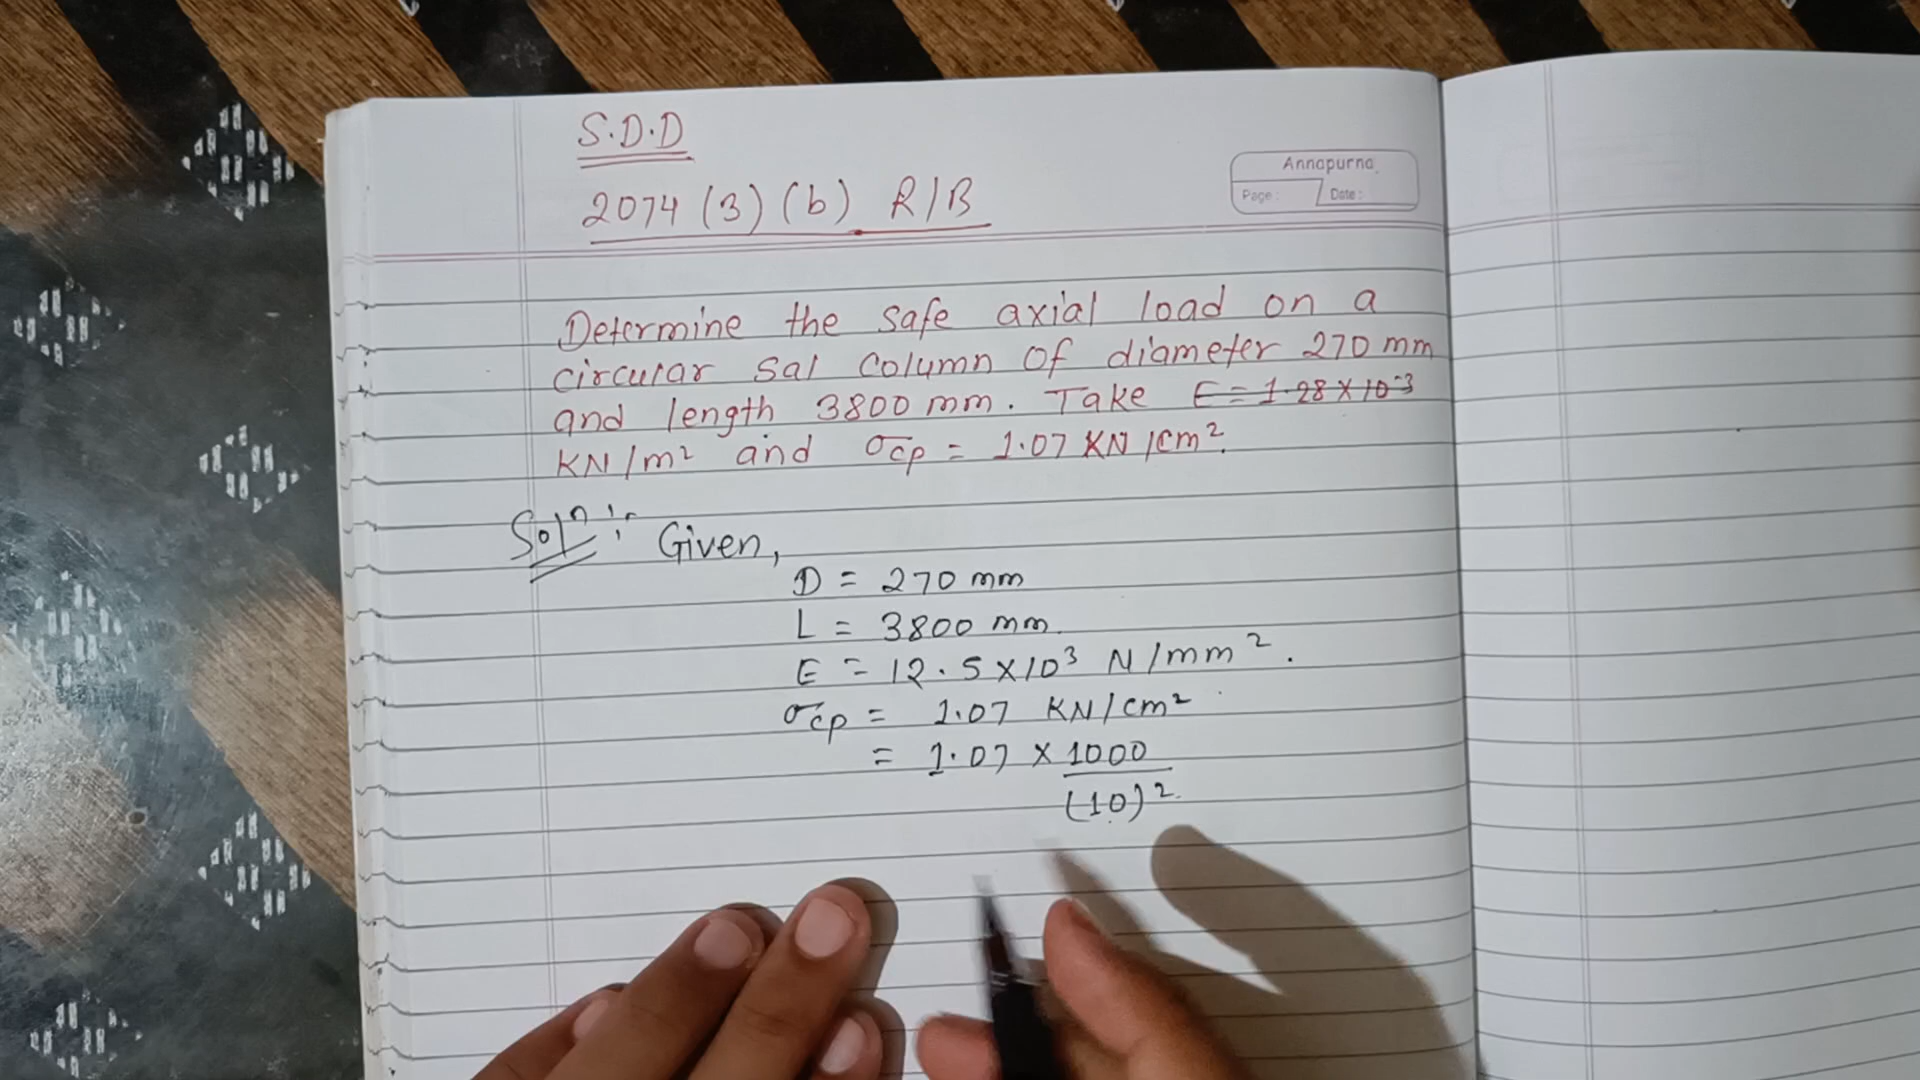 S.D.D
2074 (3) (b) R/B
Annapurna
Page: Date:
Determine the safe axial load on a
circular sal column of diameter 270 mm
and length 3800 mm. Take E = 1.28 × 10⁻³
KN/m² and σcp = 1.07 KN/cm².
Solⁿ :- Given,
D = 270 mm
L = 3800 mm.
E = 12.5 × 10³ N/mm².
σcp = 1.07 KN/cm²
= 1.07 × 1000
(10)²